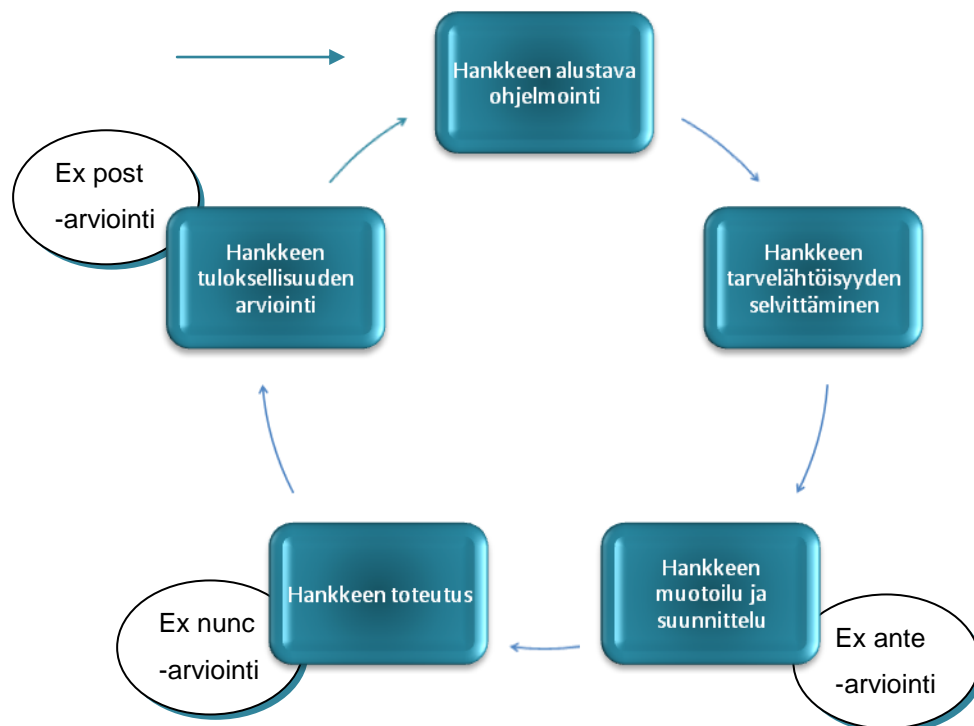 Hankkeen alustava
ohjelmointi
Ex post
-arviointi
Hankkeen
tuloksellisuuden
arviointi
Hankkeen
tarvelähtöisyyden
selvittäminen
Hankkeen toteutus
Hankkeen
muotoilu ja
suunnittelu
Ex nunc
-arviointi
Ex ante
-arviointi